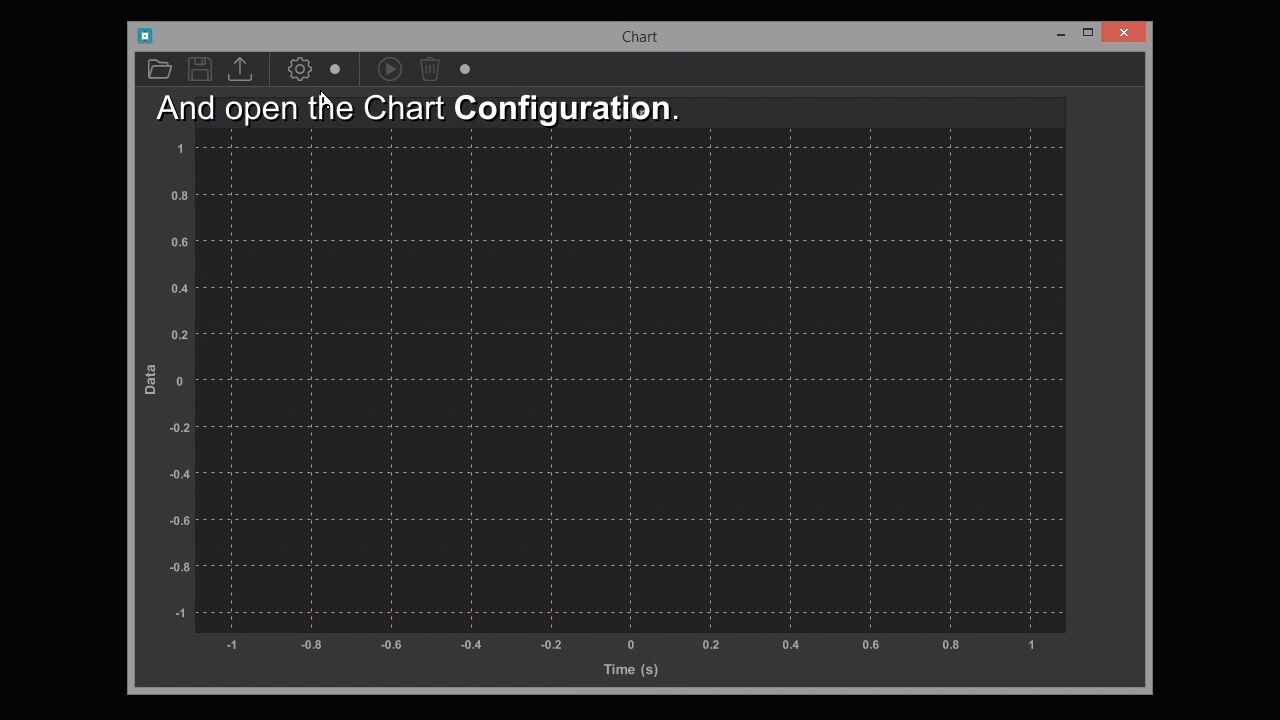 Chart
And open the Chart Configuration.
1
0.8
0.6
0.4
0.2
0
-0.2
-0.4
-0.6
-0.8
-1
Data
-1 -0.8 -0.6 -0.4 -0.2 0 0.2 0.4 0.6 0.8 1
Time (s)